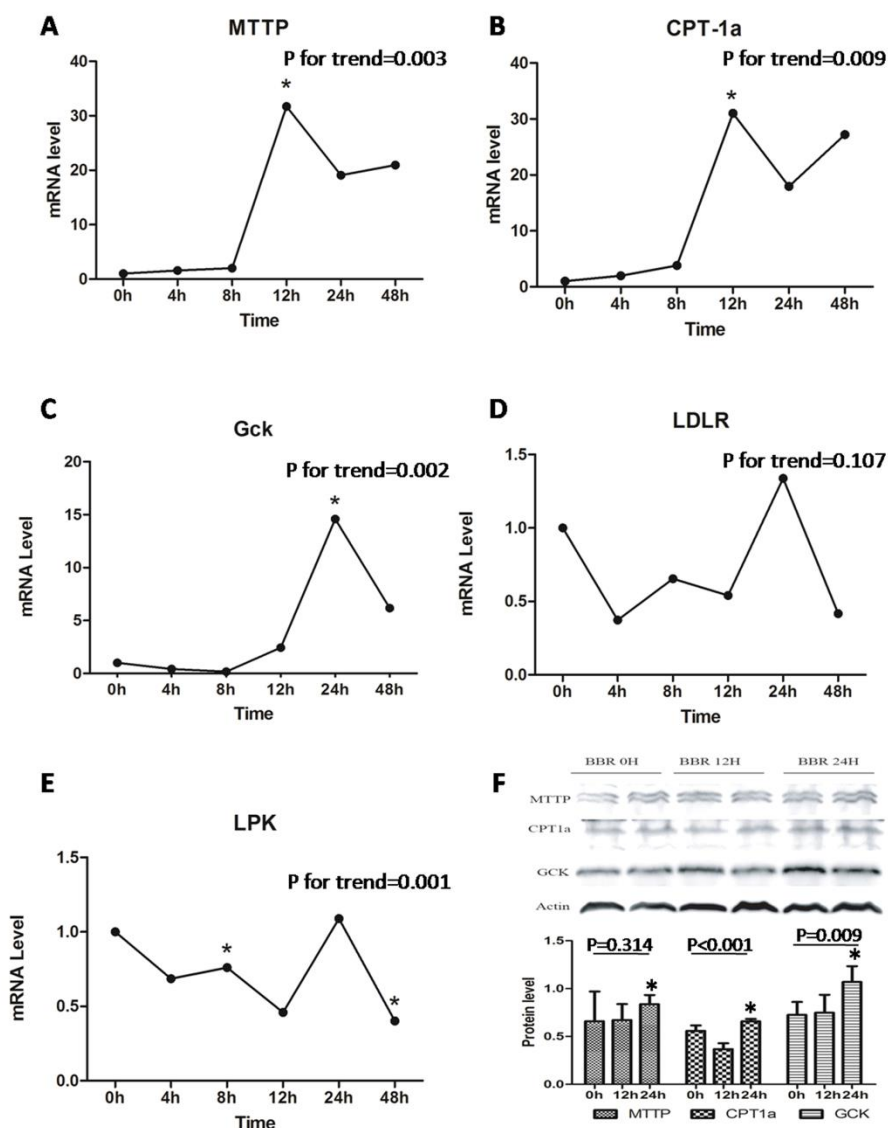 A
MTTP
P for trend=0.003
40
30
20
10
0
mRNA level
*
0h 4h 8h 12h 24h 48h
Time
B
CPT-1a
P for trend=0.009
40
30
20
10
0
mRNA level
*
0h 4h 8h 12h 24h 48h
Time
C
Gck
P for trend=0.002
20
15
10
5
0
mRNA Level
*
0h 4h 8h 12h 24h 48h
Time
D
LDLR
P for trend=0.107
1.5
1.0
0.5
0.0
mRNA Level
0h 4h 8h 12h 24h 48h
Time
E
LPK
P for trend=0.001
1.5
1.0
0.5
0.0
mRNA Level
*
*
0h 4h 8h 12h 24h 48h
Time
F
BBR 0H BBR 12H BBR 24H
MTTP
CPT1a
GCK
Actin
1.5
1.0
0.5
0.0
Protein level
P=0.314 P<0.001 P=0.009
* * *
0h 12h 24h 0h 12h 24h 0h 12h 24h
MTTP CPT1a GCK